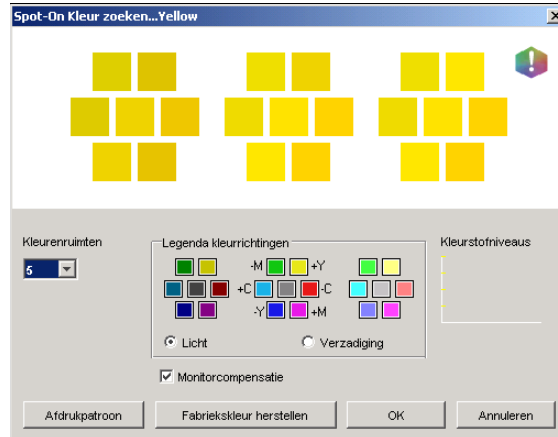 Spot-On Kleur zoeken...Yellow
Kleurenruimten
5
Legenda kleurrichtingen
-M +Y
+C -C
-Y +M
Licht
Verzadiging
Kleurstofniveaus
Monitorcompensatie
Afdrukpatroon
Fabriekskleur herstellen
OK
Annuleren